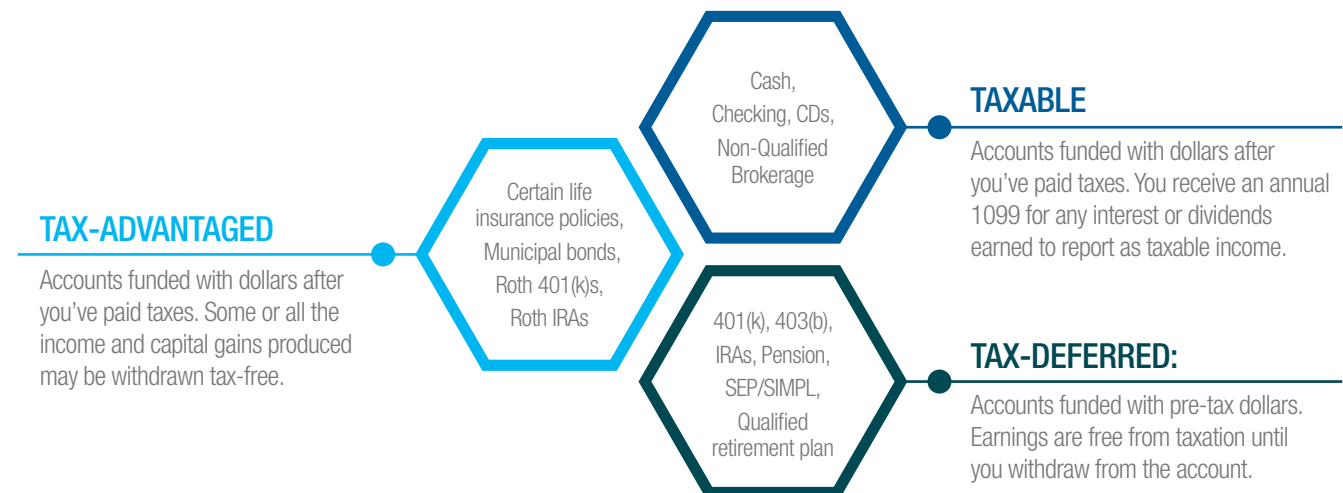 TAX-ADVANTAGED
Accounts funded with dollars after
you've paid taxes. Some or all the
income and capital gains produced
may be withdrawn tax-free.
Certain life
insurance policies,
Municipal bonds,
Roth 401(k)s,
Roth IRAs
Cash,
Checking, CDs,
Non-Qualified
Brokerage
TAXABLE
Accounts funded with dollars after
you've paid taxes. You receive an annual
1099 for any interest or dividends
earned to report as taxable income.
401(k), 403(b),
IRAs, Pension,
SEP/SIMPL,
Qualified
retirement plan
TAX-DEFERRED:
Accounts funded with pre-tax dollars.
Earnings are free from taxation until
you withdraw from the account.